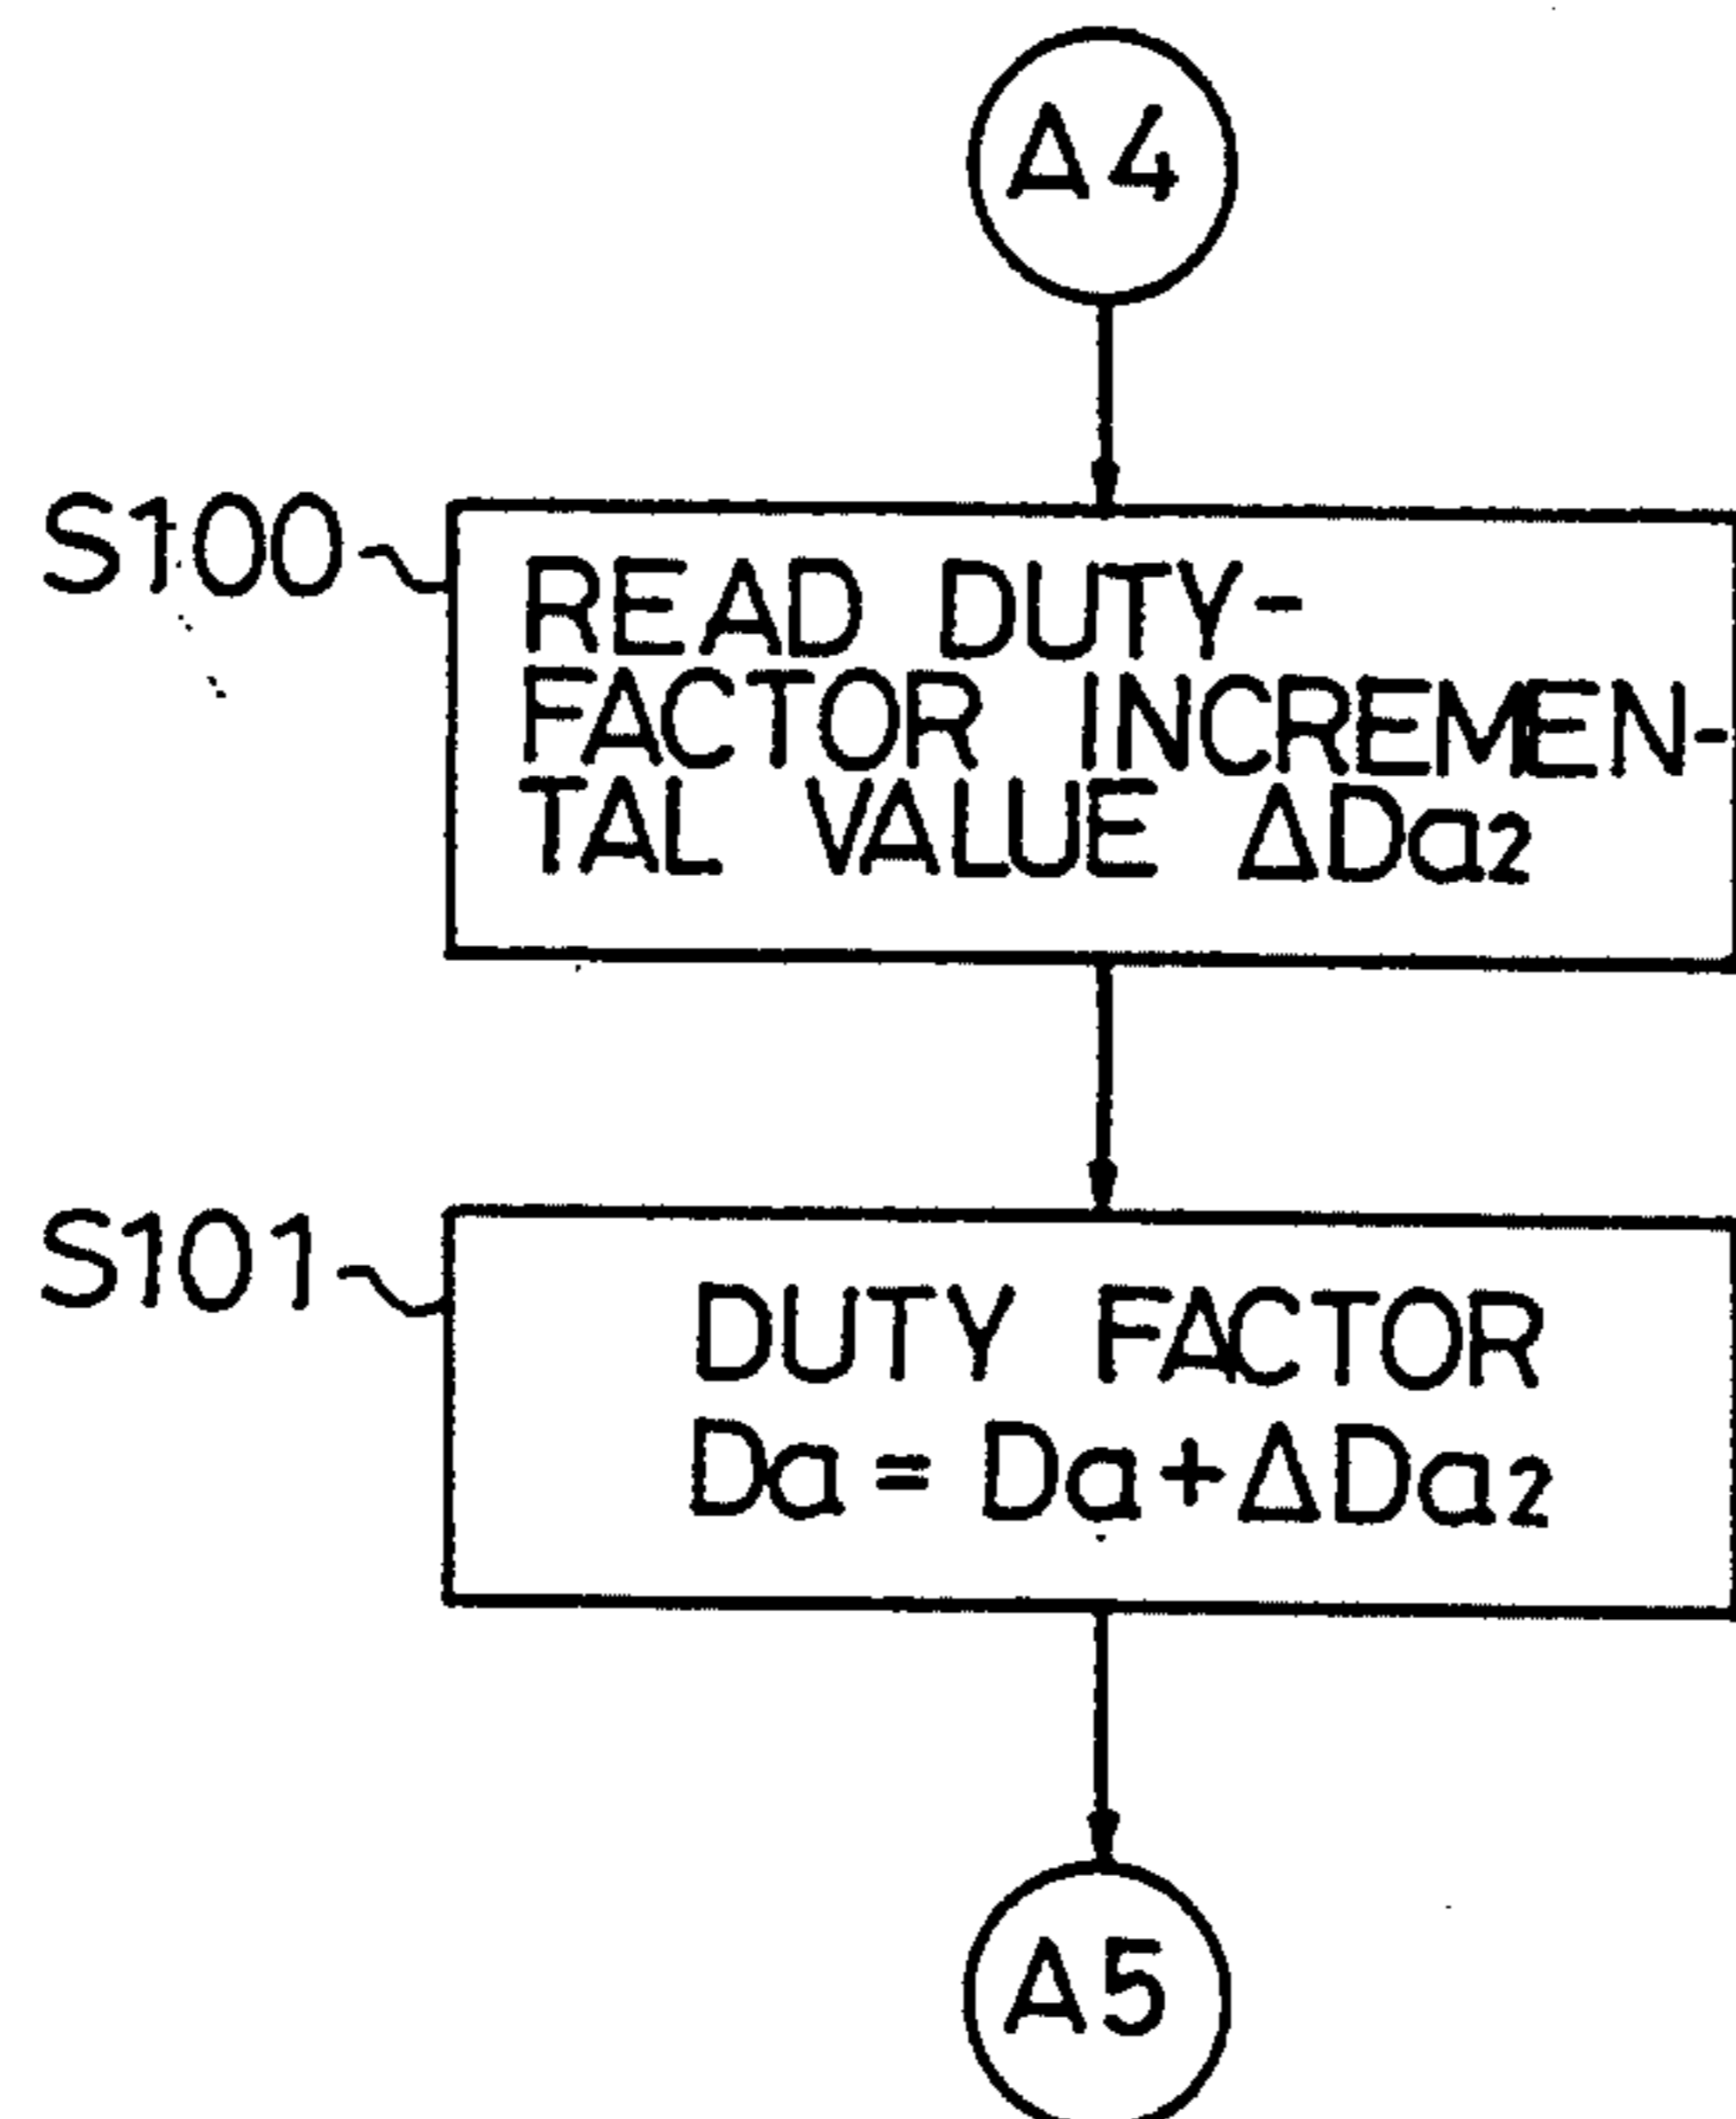 A4
S100
READ DUTY-
FACTOR INCREMEN-
TAL VALUE ΔDa2
S101
DUTY FACTOR
Da = Da+ΔDa2
A5